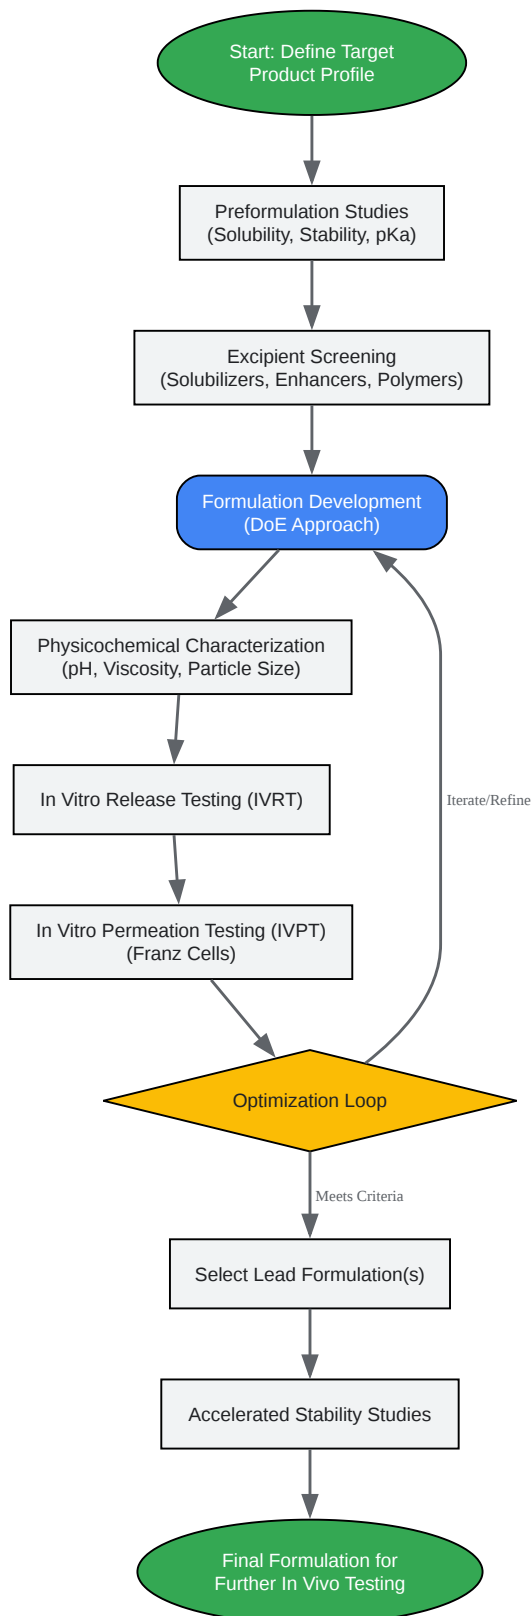 Start: Define Target
Product Profile
Preformulation Studies
(Solubility, Stability, pKa)
Excipient Screening
(Solubilizers, Enhancers, Polymers)
Formulation Development
(DoE Approach)
Physicochemical Characterization
(pH, Viscosity, Particle Size)
In Vitro Release Testing (IVRT)
Iterate/Refine
In Vitro Permeation Testing (IVPT)
(Franz Cells)
Optimization Loop
Meets Criteria
Select Lead Formulation(s)
Accelerated Stability Studies
Final Formulation for
Further In Vivo Testing